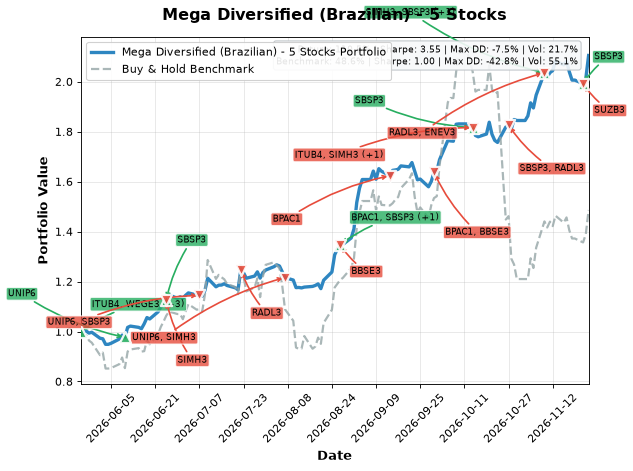 Mega Diversified (Brazilian) - 5 Stocks
Mega Diversified (Brazilian) - 5 Stocks Portfolio
Buy & Hold Benchmark
Sharpe: 3.55 | Max DD: -7.5% | Vol: 21.7%
Benchmark: 48.6% | Sharpe: 1.00 | Max DD: -42.8% | Vol: 55.1%
SBSP3
SUZB3
SBSP3
RADL3, ENEV3
ITUB4, SIMH3 (+1)
SBSP3, RADL3
BPAC1
BPAC1, SBSP3 (+1)
BPAC1, BBSE3
SBSP3
BBSE3
UNIP6
RADL3
UNIP6, SBSP3
UNIP6, SIMH3
SIMH3
2.0
1.8
1.6
1.4
1.2
1.0
0.8
Portfolio Value
2026-06-05
2026-06-21
2026-07-07
2026-07-23
2026-08-08
2026-08-24
2026-09-09
2026-09-25
2026-10-11
2026-10-27
2026-11-12
Date